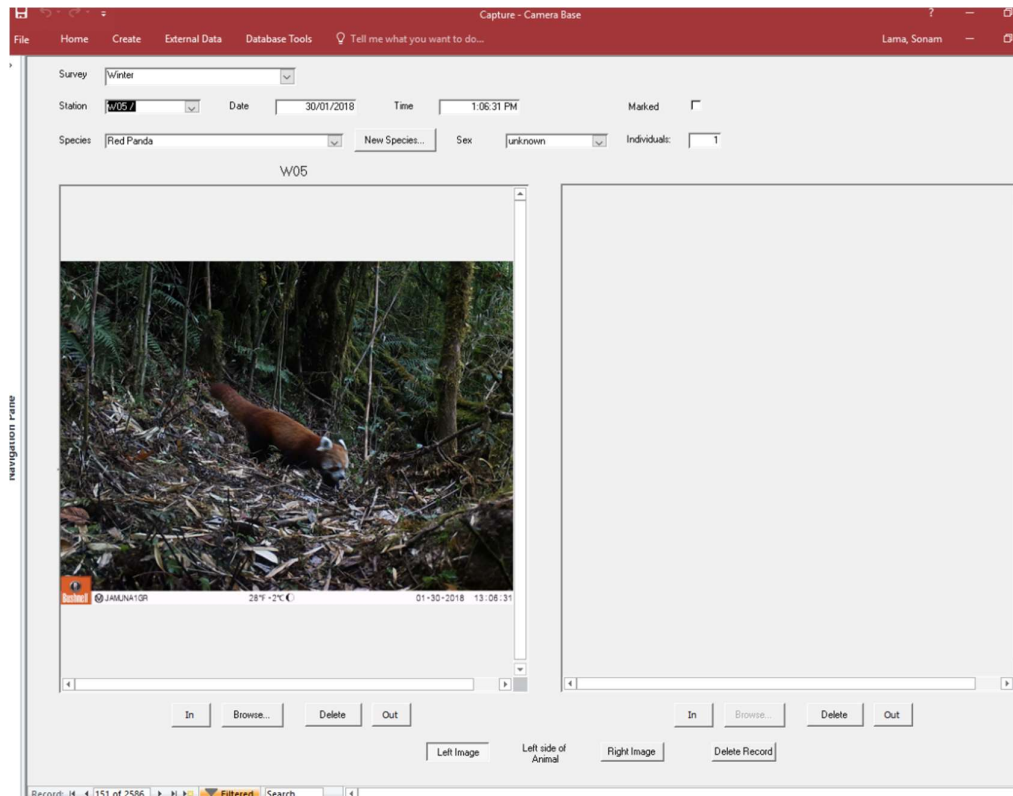 Capture - Camera Base ?
File Home Create External Data Database Tools Tell me what you want to do... Lama, Sonam
Survey Winter
Station W05 / Date 30/01/2018 Time 1:06:31 PM Marked
Species Red Panda New Species... Sex unknown Individuals: 1
W05
Navigation Pane
Bushnell JAMUNA1GR 28°F-2°C 01-30-2018 13:06:31
In Browse... Delete Out In Browse... Delete Out
Left Image Left side of Animal Right Image Delete Record
Record: 151 of 2586 Filtered Search